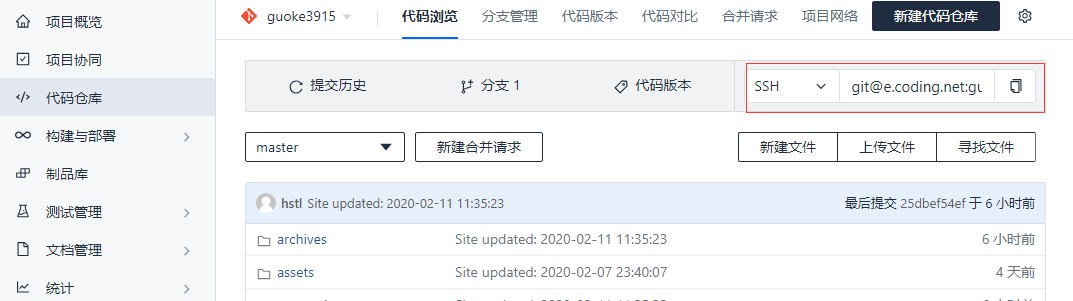 项目概览
项目协同
代码仓库
构建与部署
制品库
测试管理
文档管理
统计
guoke3915
代码浏览 分支管理 代码版本 代码对比 合并请求 项目网络 新建代码仓库
提交历史 分支 1 代码版本 SSH git@e.coding.net:gu
master 新建合并请求 新建文件 上传文件 寻找文件
hstl Site updated: 2020-02-11 11:35:23 最后提交 25dbef54ef 于 6 小时前
archives Site updated: 2020-02-11 11:35:23 6 小时前
assets Site updated: 2020-02-07 23:40:07 4 天前